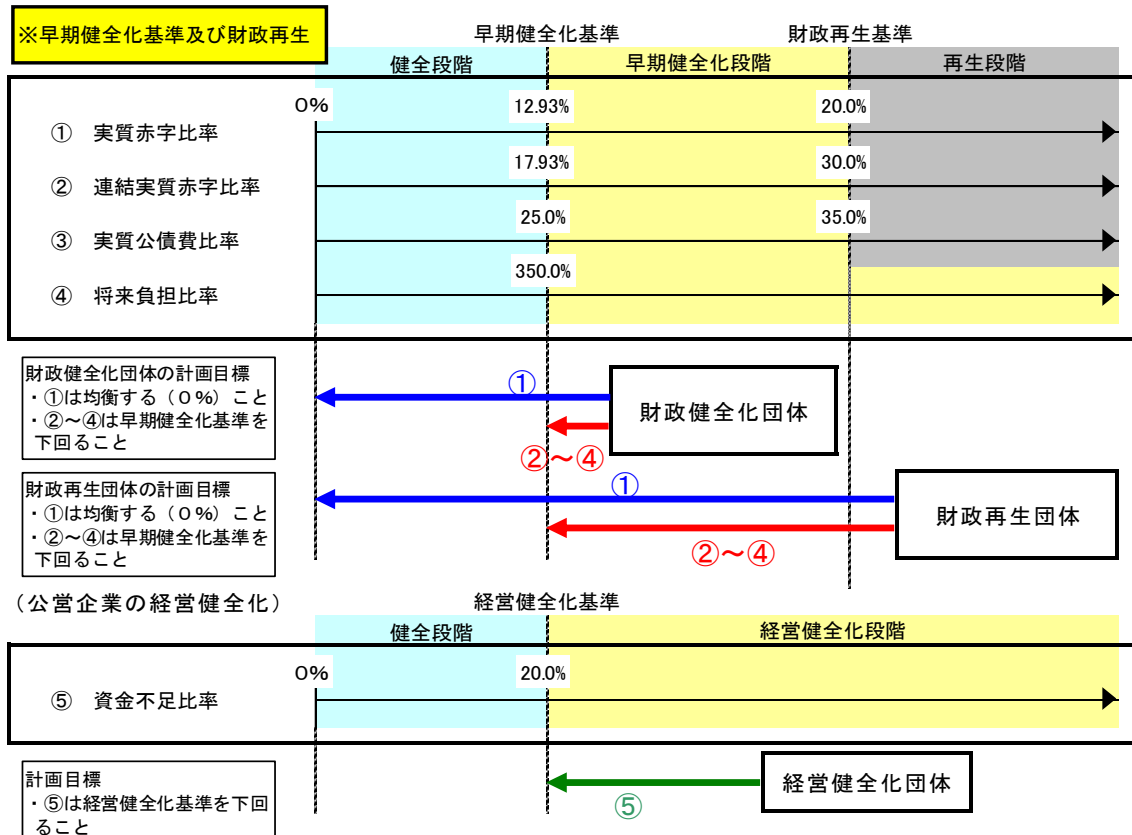 ※早期健全化基準及び財政再生
早期健全化基準
財政再生基準
健全段階
早期健全化段階
再生段階
0%
12.93%
20.0%
① 実質赤字比率
17.93%
30.0%
② 連結実質赤字比率
25.0%
35.0%
③ 実質公債費比率
350.0%
④ 将来負担比率
財政健全化団体の計画目標
・①は均衡する（０％）こと
・②～④は早期健全化基準を
下回ること
①
②～④
財政健全化団体
財政再生団体の計画目標
・①は均衡する（０％）こと
・②～④は早期健全化基準を
下回ること
①
②～④
財政再生団体
（公営企業の経営健全化）
経営健全化基準
健全段階
経営健全化段階
0%
20.0%
⑤ 資金不足比率
計画目標
・⑤は経営健全化基準を下回
ること
⑤
経営健全化団体